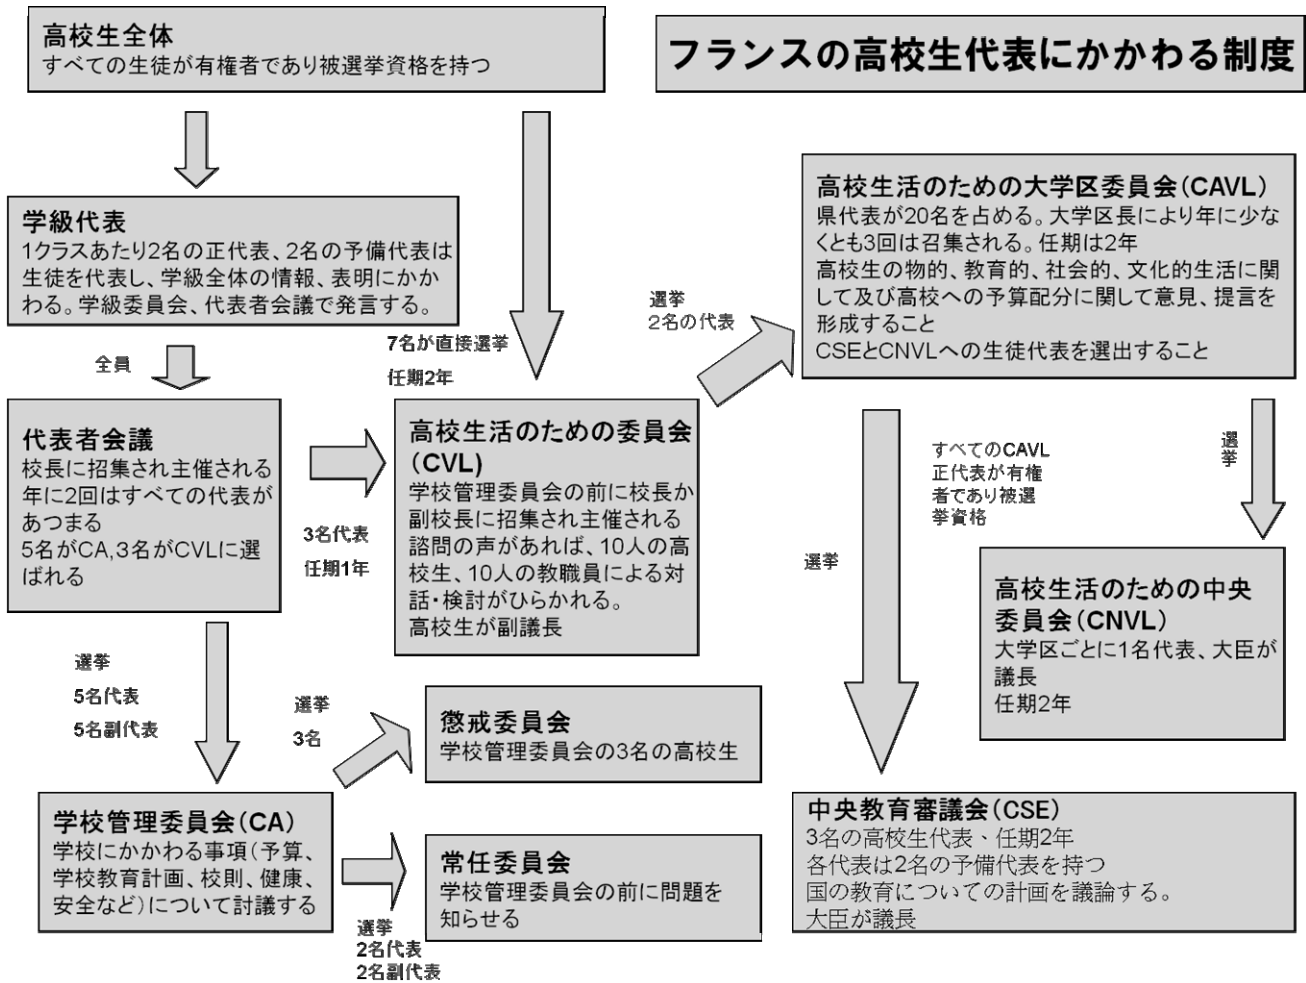 高校生全体
すべての生徒が有権者であり被選挙資格を持つ
フランスの高校生代表にかかわる制度
学級代表
1クラスあたり2名の正代表、2名の予備代表は
生徒を代表し、学級全体の情報、表明にかか
わる。学級委員会、代表者会議で発言する。
7名が直接選挙
任期2年
全員
代表者会議
校長に招集され主催される
年に2回はすべての代表が
あつまる
5名がCA,3名がCVLに選
ばれる
3名代表
任期1年
高校生活のための委員会
(CVL)
学校管理委員会の前に校長か
副校長に招集され主催される
諮問の声があれば、10人の高
校生、10人の教職員による対
話・検討がひらかれる。
高校生が副議長
選挙
2名の代表
高校生活のための大学区委員会(CAVL)
県代表が20名を占める。大学区長により年に少な
くとも3回は召集される。任期は2年
高校生の物的、教育的、社会的、文化的生活に関
して及び高校への予算配分に関して意見、提言を
形成すること
CSEとCNVLへの生徒代表を選出すること
選挙
すべてのCAVL
正代表が有権
者であり被選
挙資格
選挙
高校生活のための中央
委員会(CNVL)
大学区ごとに1名代表、大臣が
議長
任期2年
選挙
5名代表
5名副代表
選挙
3名
懲戒委員会
学校管理委員会の3名の高校生
学校管理委員会(CA)
学校にかかわる事項(予算、
学校教育計画、校則、健康、
安全など)について討議する
選挙
2名代表
2名副代表
常任委員会
学校管理委員会の前に問題を
知らせる
中央教育審議会(CSE)
3名の高校生代表、任期2年
各代表は2名の予備代表を持つ
国の教育についての計画を議論する。
大臣が議長